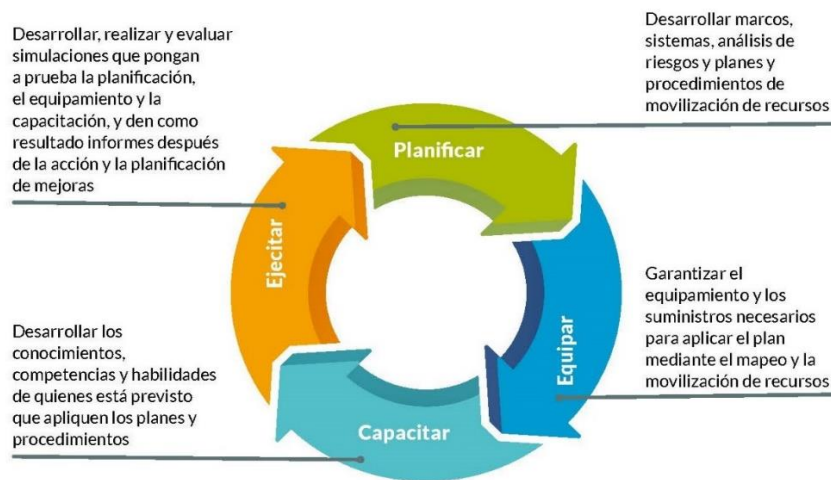 Desarrollar, realizar y evaluar
simulaciones que pongan
a prueba la planificación,
el equipamiento y la
capacitación, y den como
resultado informes después
de la acción y la planificación
de mejoras
Desarrollar marcos,
sistemas, análisis de
riesgos y planes y
procedimientos de
movilización de recursos
Planificar
Ejecitar
Equipar
Capacitar
Garantizar el
equipamiento y los
suministros necesarios
para aplicar el plan
mediante el mapeo y la
movilización de recursos
Desarrollar los
conocimientos,
competencias y habilidades
de quienes está previsto
que apliquen los planes y
procedimientos